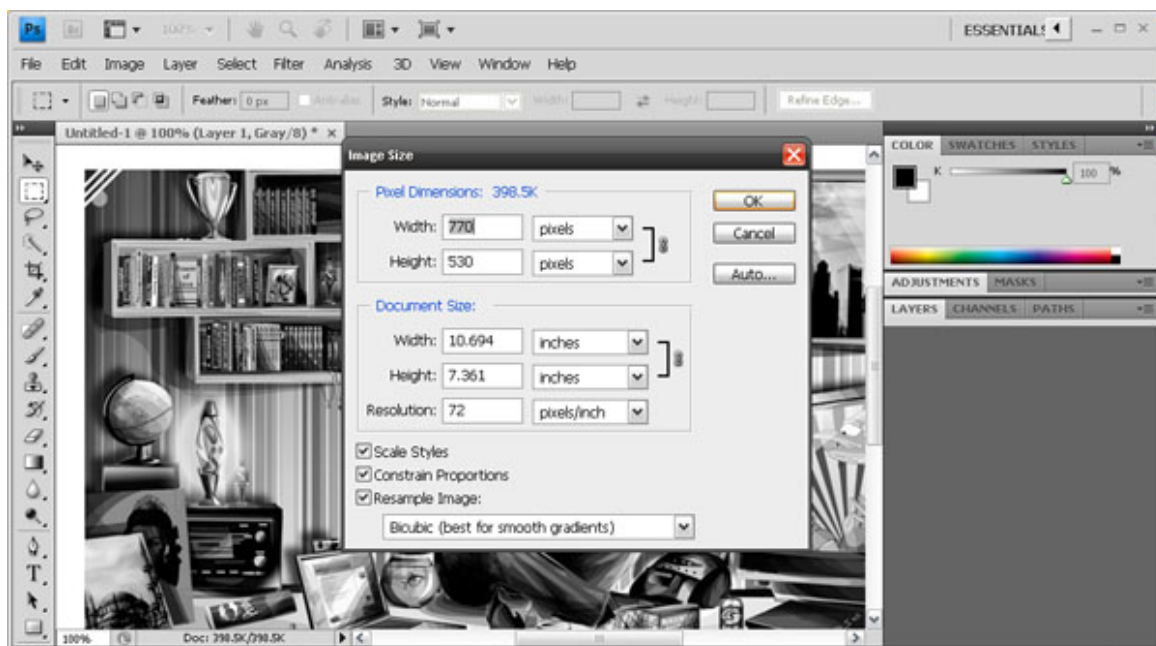 Ps Br 100% ESSENTIALS
File Edit Image Layer Select Filter Analysis 3D View Window Help
Feather: 0 px Anti-alias Style: Normal Width: Height: Refine Edge...
Untitled-1 @ 100% (Layer 1, Gray/8) *
Image Size
Pixel Dimensions: 398.5K
Width: 770 pixels
Height: 530 pixels
Document Size:
Width: 10.694 inches
Height: 7.361 inches
Resolution: 72 pixels/inch
Scale Styles
Constrain Proportions
Resample Image:
Bicubic (best for smooth gradients)
OK
Cancel
Auto...
COLOR SWATCHES STYLES
K 100 %
ADJUSTMENTS MASKS
LAYERS CHANNELS PATHS
T
100% Doc: 398.5K/398.5K